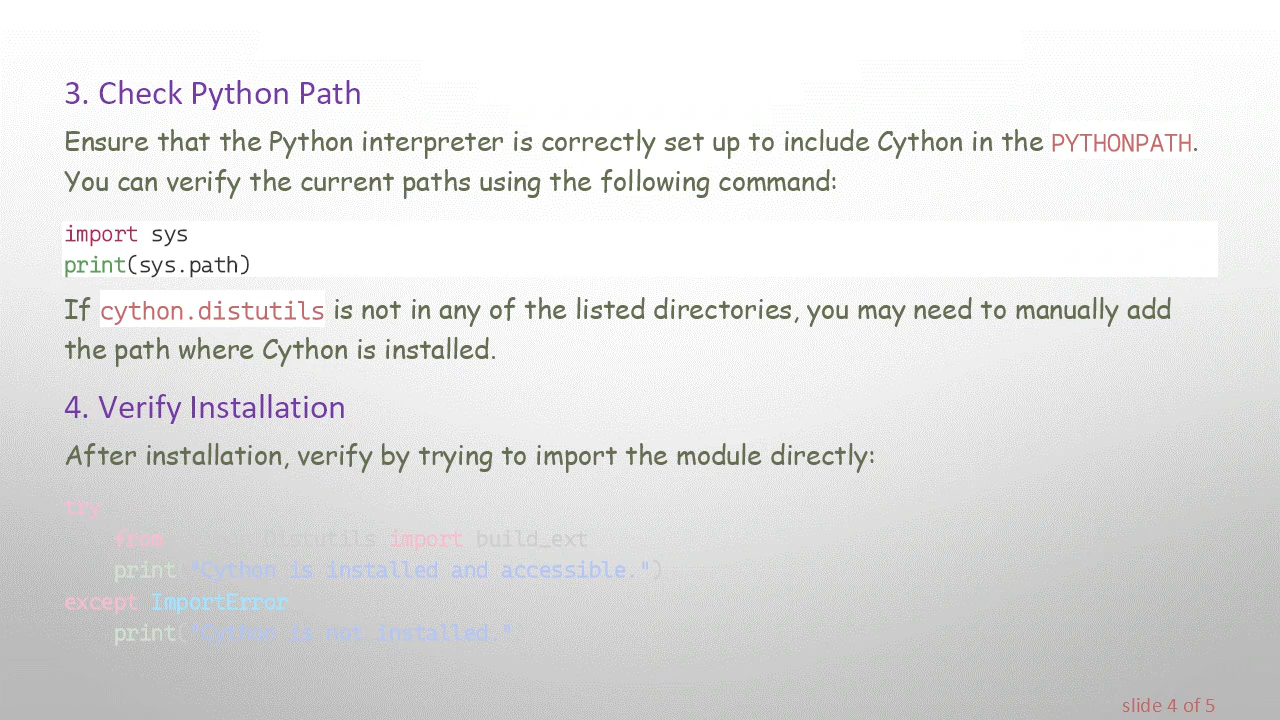 3. Check Python Path
Ensure that the Python interpreter is correctly set up to include Cython in the PYTHONPATH.
You can verify the current paths using the following command:
import sys
print(sys.path)
If cython.distutils is not in any of the listed directories, you may need to manually add
the path where Cython is installed.
4. Verify Installation
After installation, verify by trying to import the module directly:
try
from import build_ext
print("Cython is installed and accessible.")
except ImportError
print("Cython is not installed."
slide 4 of 5